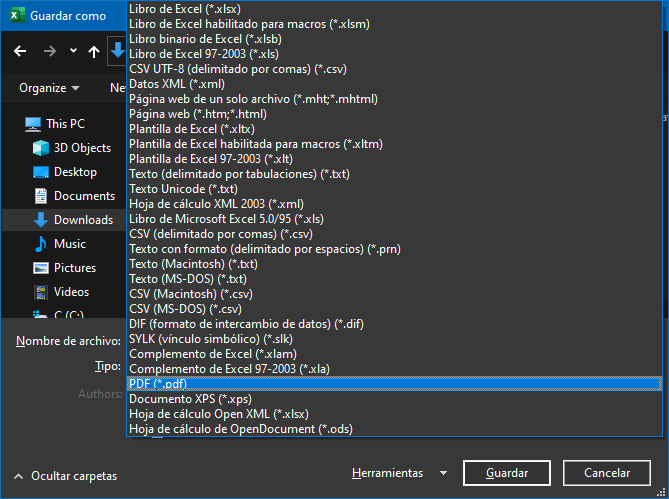 Guardar como
Libro de Excel (*.xlsx)
Libro de Excel habilitado para macros (*.xlsm)
Libro binario de Excel (*.xlsb)
Libro de Excel 97-2003 (*.xls)
CSV UTF-8 (delimitado por comas) (*.csv)
Datos XML (*.xml)
Página web de un solo archivo (*.mht;*.mhtml)
Página web (*.htm;*.html)
Plantilla de Excel (*.xltx)
Plantilla de Excel habilitada para macros (*.xltm)
Plantilla de Excel 97-2003 (*.xlt)
Texto (delimitado por tabulaciones) (*.txt)
Texto Unicode (*.txt)
Hoja de cálculo XML 2003 (*.xml)
Libro de Microsoft Excel 5.0/95 (*.xls)
CSV (delimitado por comas) (*.csv)
Texto con formato (delimitado por espacios) (*.prn)
Texto (Macintosh) (*.txt)
Texto (MS-DOS) (*.txt)
CSV (Macintosh) (*.csv)
CSV (MS-DOS) (*.csv)
DIF (formato de intercambio de datos) (*.dif)
SYLK (vínculo simbólico) (*.slk)
Complemento de Excel (*.xlam)
Complemento de Excel 97-2003 (*.xla)
PDF (*.pdf)
Documento XPS (*.xps)
Hoja de cálculo Open XML (*.xlsx)
Hoja de cálculo de OpenDocument (*.ods)
Organize
Ne
This PC
3D Objects
Desktop
Documents
Downloads
Music
Pictures
Videos
C (C:)
Nombre de archivo:
Tipo:
Authors:
Ocultar carpetas
Herramientas
Guardar
Cancelar